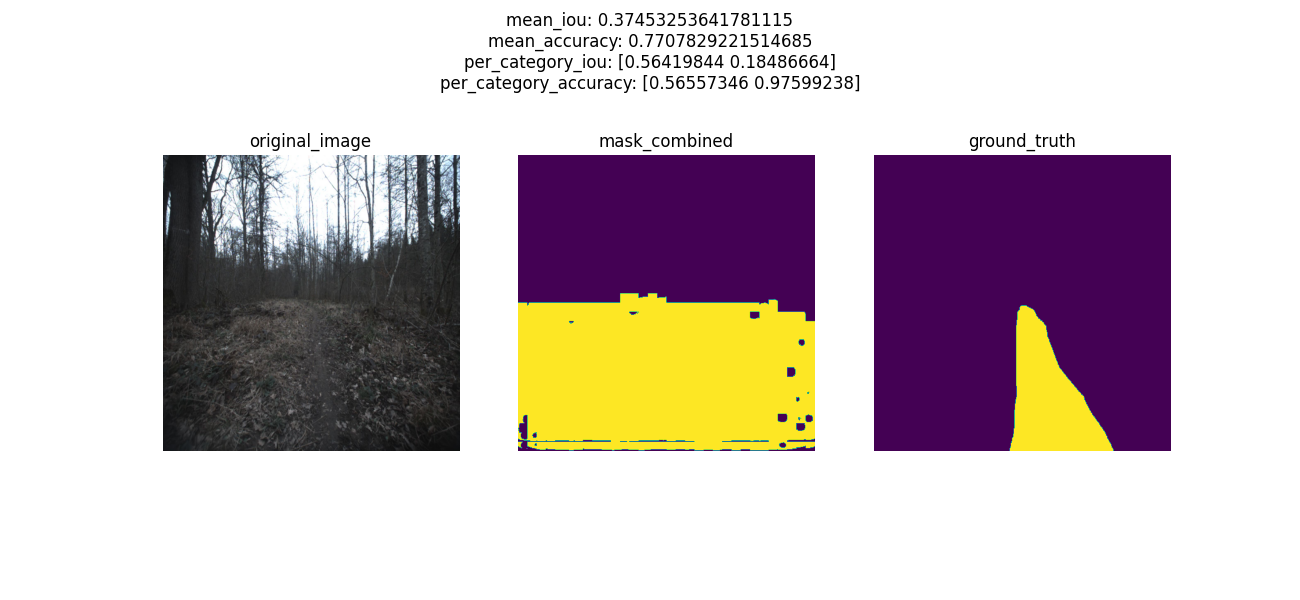 mean_iou: 0.37453253641781115
mean_accuracy: 0.7707829221514685
per_category_iou: [0.56419844 0.18486664]
per_category_accuracy: [0.56557346 0.97599238]
original_image
mask_combined
ground_truth